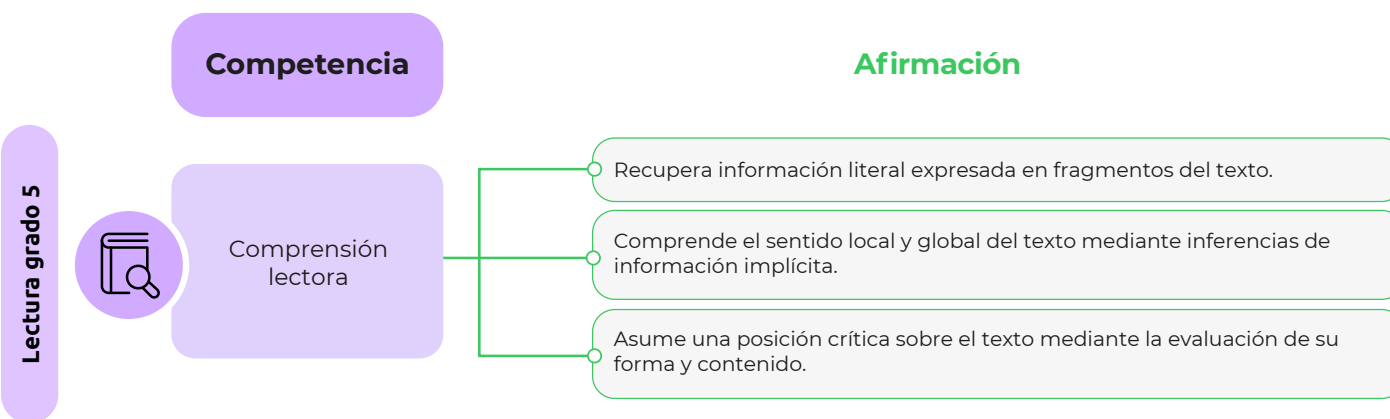 Competencia
Afirmación
Lectura grado 5
Comprensión
lectora
Recupera información literal expresada en fragmentos del texto.
Comprende el sentido local y global del texto mediante inferencias de
información implícita.
Asume una posición crítica sobre el texto mediante la evaluación de su
forma y contenido.